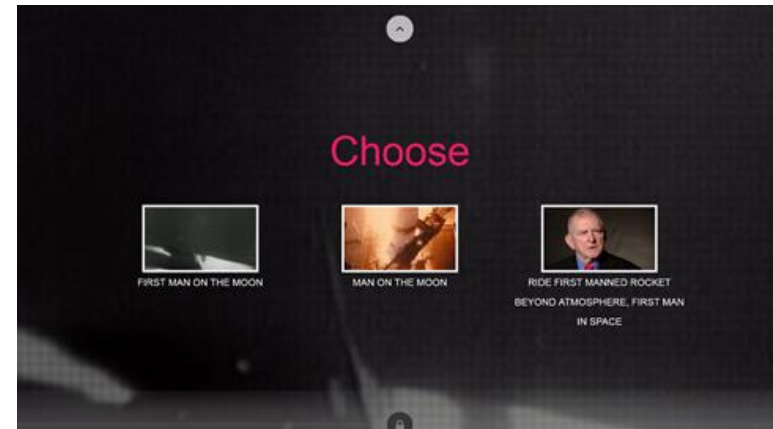 Choose
FIRST MAN ON THE MOON
MAN ON THE MOON
RIDE FIRST MANNED ROCKET
BEYOND ATMOSPHERE, FIRST MAN
IN SPACE